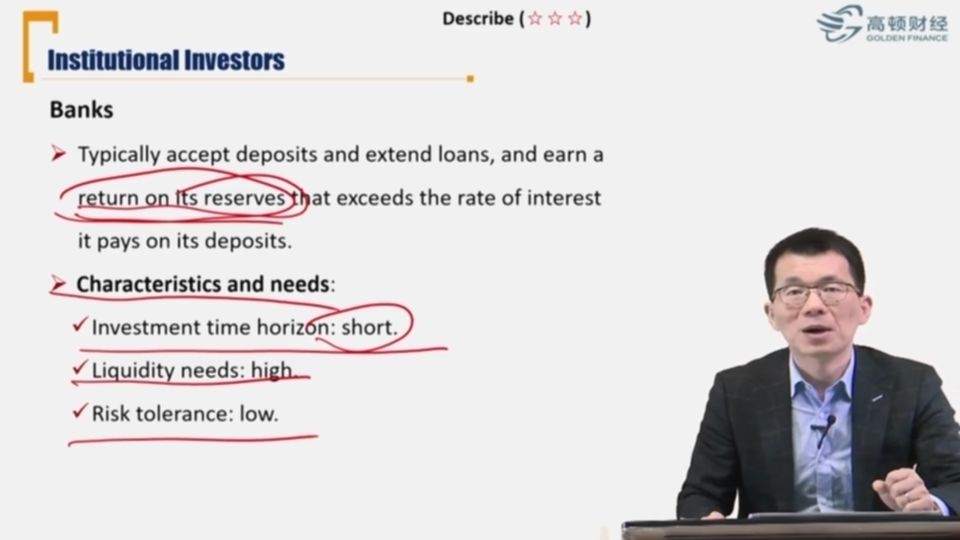 Describe (☆ ☆ ☆)
高顿财经
GOLDEN FINANCE
Institutional Investors
Banks
Typically accept deposits and extend loans, and earn a
return on its reserves that exceeds the rate of interest
it pays on its deposits.
Characteristics and needs:
Investment time horizon: short.
Liquidity needs: high.
Risk tolerance: low.